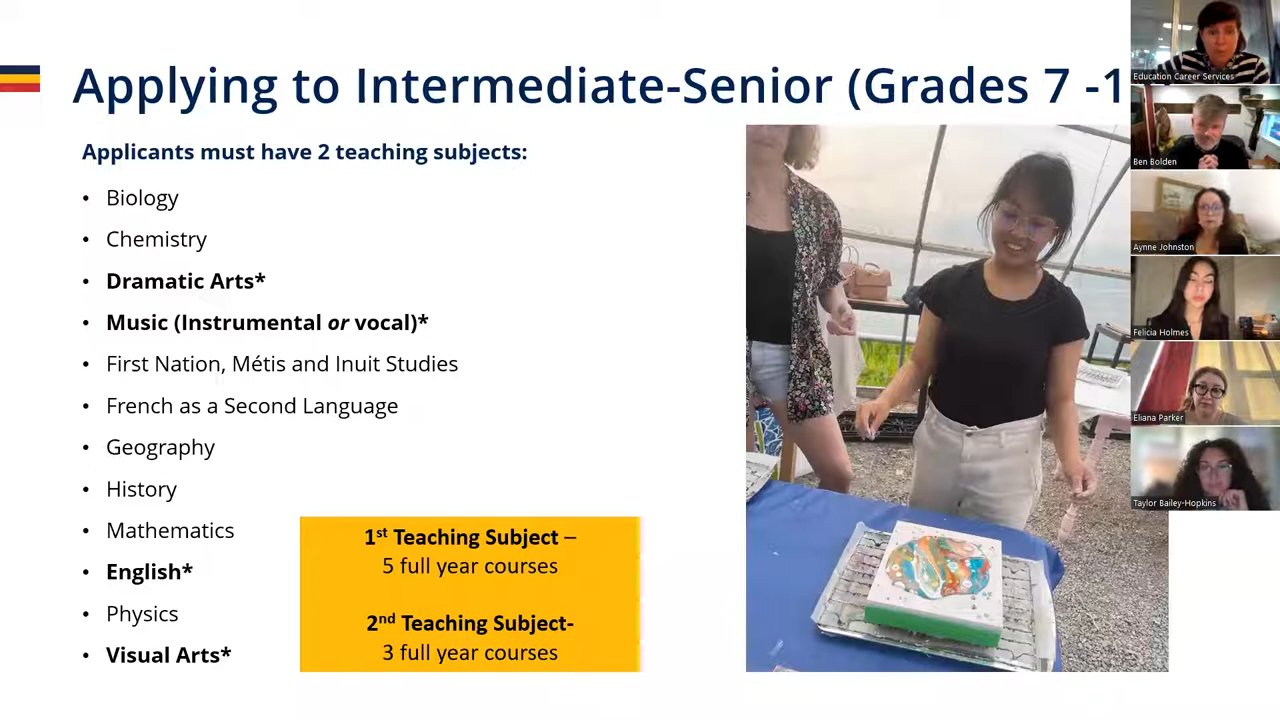 Applying to Intermediate-Senior (Grades 7 -1
Applicants must have 2 teaching subjects:
• Biology
• Chemistry
• Dramatic Arts*
• Music (Instrumental or vocal)*
• First Nation, Métis and Inuit Studies
• French as a Second Language
• Geography
• History
• Mathematics
• English*
• Physics
• Visual Arts*
1st Teaching Subject –
5 full year courses
2nd Teaching Subject-
3 full year courses
Education Career Services
Ben Bolden
Aynne Johnston
Felicia Holmes
Eliana Parker
Taylor Bailey-Hopkins